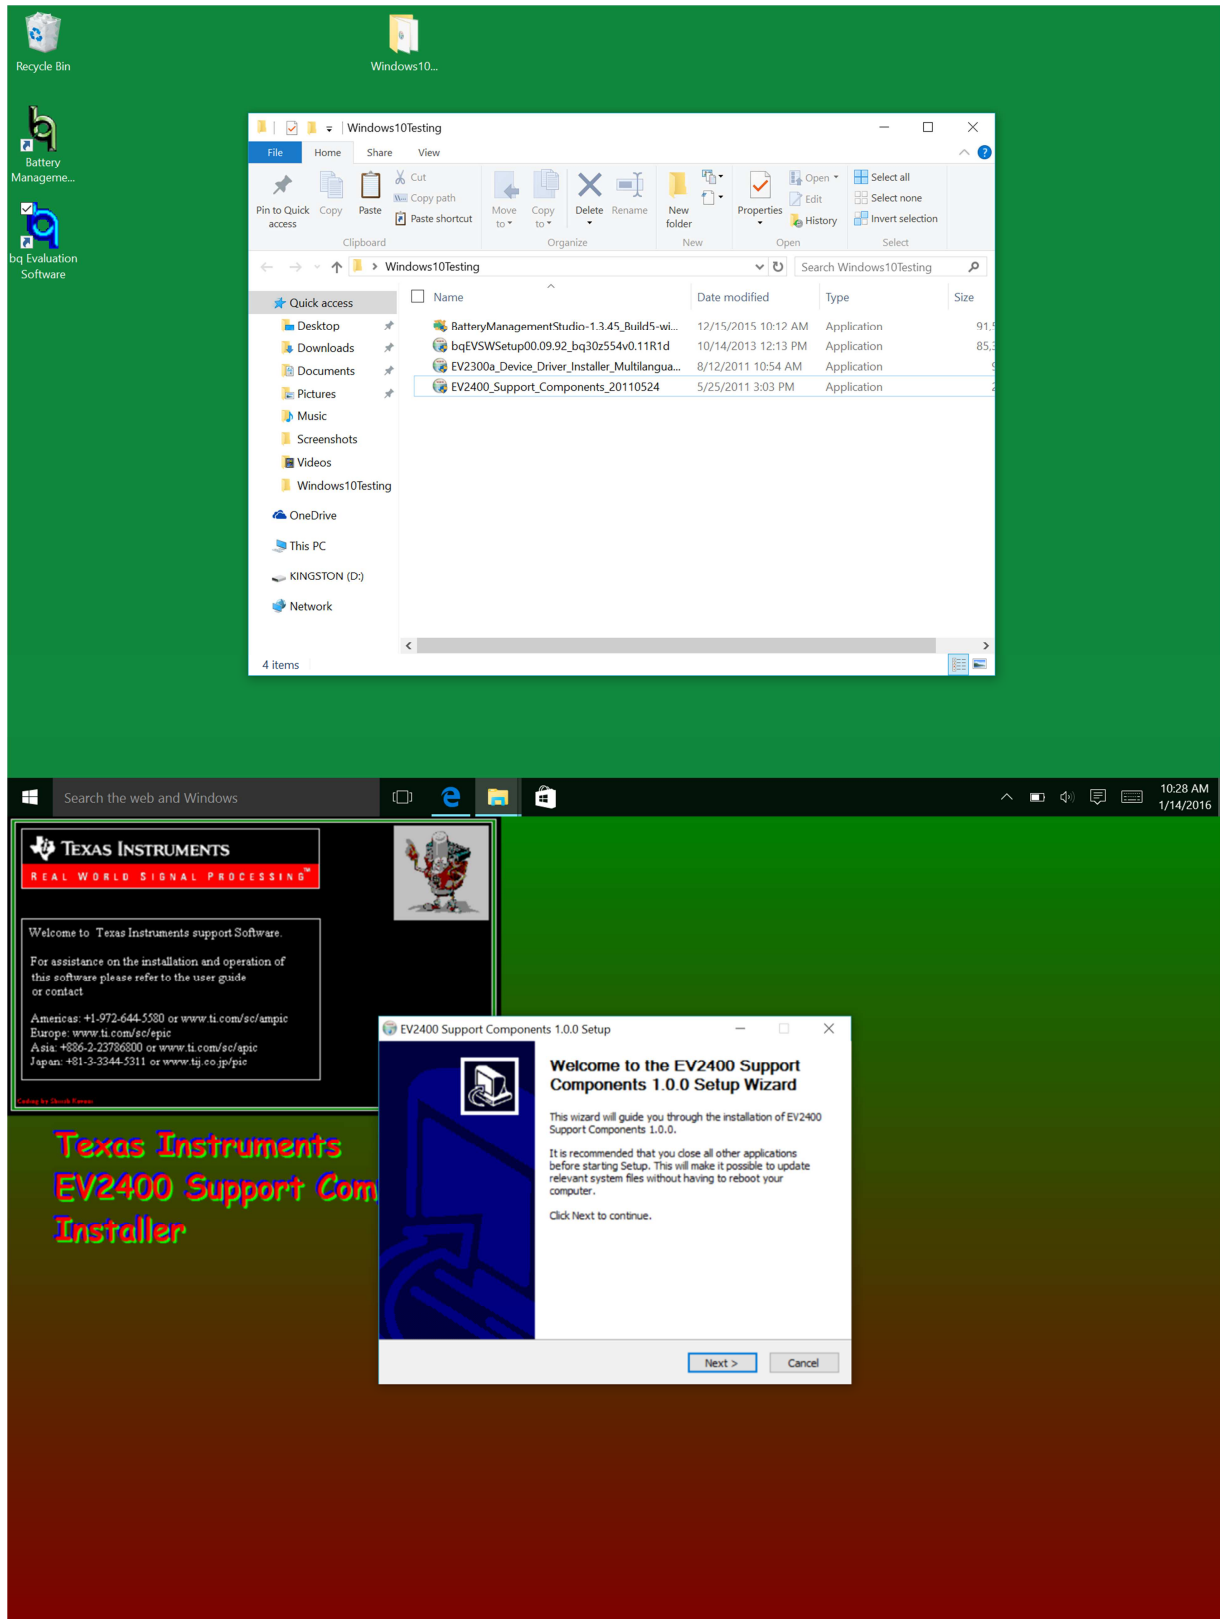 Recycle Bin
Windows10...
Battery
Manageme...
bq Evaluation
Software
Windows10Testing
File Home Share View
Pin to Quick
access
Copy
Paste
Cut
Copy path
Paste shortcut
Clipboard
Move
to
Copy
to
Delete
Rename
Organize
New
folder
New
Properties
Open
Edit
History
Open
Select all
Select none
Invert selection
Select
Windows10Testing
Search Windows10Testing
Quick access
Desktop
Downloads
Documents
Pictures
Music
Screenshots
Videos
Windows10Testing
OneDrive
This PC
KINGSTON (D:)
Network
Name Date modified Type Size
BatteryManagementStudio-1.3.45_Build5-wi... 12/15/2015 10:12 AM Application 91,5
bqEVSWSetup00.09.92_bq30z554v0.11R1d 10/14/2013 12:13 PM Application 85,3
EV2300a_Device_Driver_Installer_Multilangua... 8/12/2011 10:54 AM Application
EV2400_Support_Components_20110524 5/25/2011 3:03 PM Application
4 items
Search the web and Windows
10:28 AM
1/14/2016
TEXAS INSTRUMENTS
REAL WORLD SIGNAL PROCESSING™
Welcome to Texas Instruments support Software.
For assistance on the installation and operation of
this software please refer to the user guide
or contact
Americas: +1-972-644-5580 or www.ti.com/sc/ampic
Europe: www.ti.com/sc/epic
Asia: +886-2-23786800 or www.ti.com/sc/apic
Japan: +81-3-3344-5311 or www.tij.co.jp/pic
Texas Instruments
EV2400 Support Com
Installer
EV2400 Support Components 1.0.0 Setup
Welcome to the EV2400 Support
Components 1.0.0 Setup Wizard
This wizard will guide you through the installation of EV2400
Support Components 1.0.0.
It is recommended that you close all other applications
before starting Setup. This will make it possible to update
relevant system files without having to reboot your
computer.
Click Next to continue.
Next >
Cancel